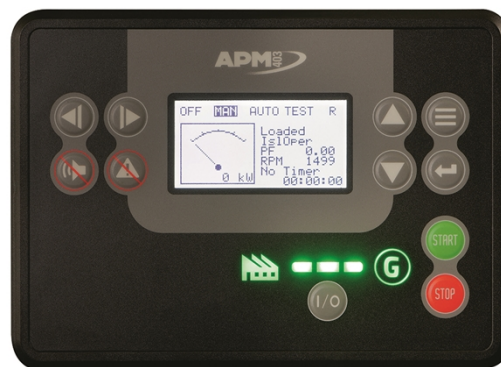 APM 403
OFF MAN AUTO TEST R
Loaded
IslOper
PF 0.00
RPM 1499
No Timer
00:00:00
0 kW
START
G
STOP
I/O